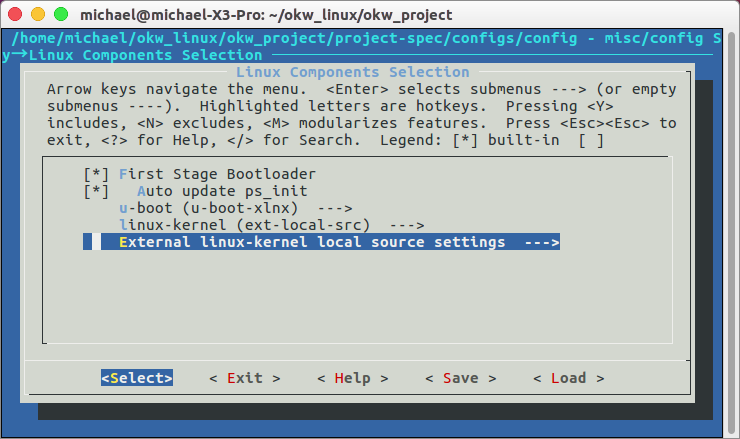 michael@michael-X3-Pro: ~/okw_linux/okw_project
/home/michael/okw_linux/okw_project/project-spec/configs/config - misc/config S
y→Linux Components Selection
Linux Components Selection
Arrow keys navigate the menu.  <Enter> selects submenus ---> (or empty
submenus ----).  Highlighted letters are hotkeys.  Pressing <Y>
includes, <N> excludes, <M> modularizes features.  Press <Esc><Esc> to
exit, <?> for Help, </> for Search.  Legend: [*] built-in  [ ]
[*] First Stage Bootloader
[*]   Auto update ps_init
u-boot (u-boot-xlnx)  --->
linux-kernel (ext-local-src)  --->
External linux-kernel local source settings  --->
<Select>    < Exit >    < Help >    < Save >    < Load >